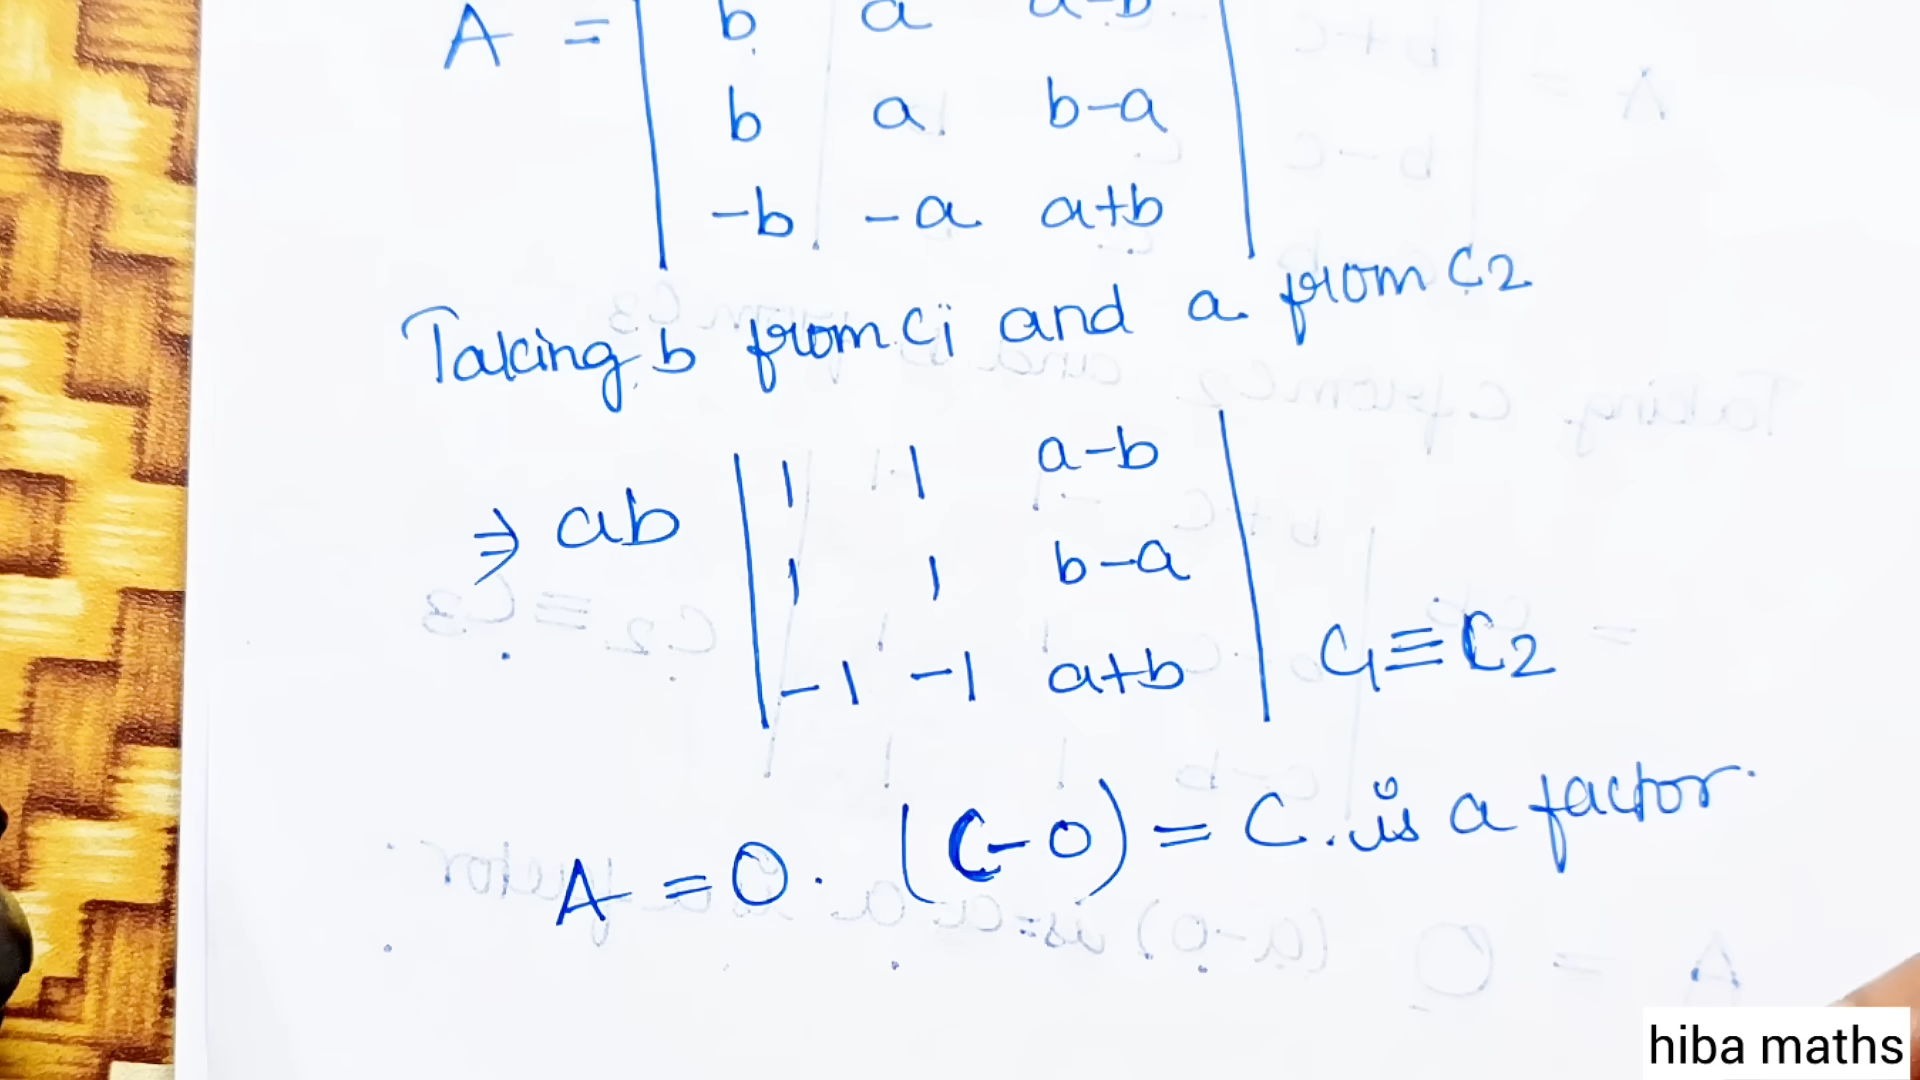 A = | b a a-b |
| b a b-a |
| -b -a a+b |
Taking b from C1 and a from C2
⇒ ab | 1 1 a-b |
| 1 1 b-a |
| -1 -1 a+b | C1≡C2
A = 0. (C-0) = C. is a factor.
hiba maths